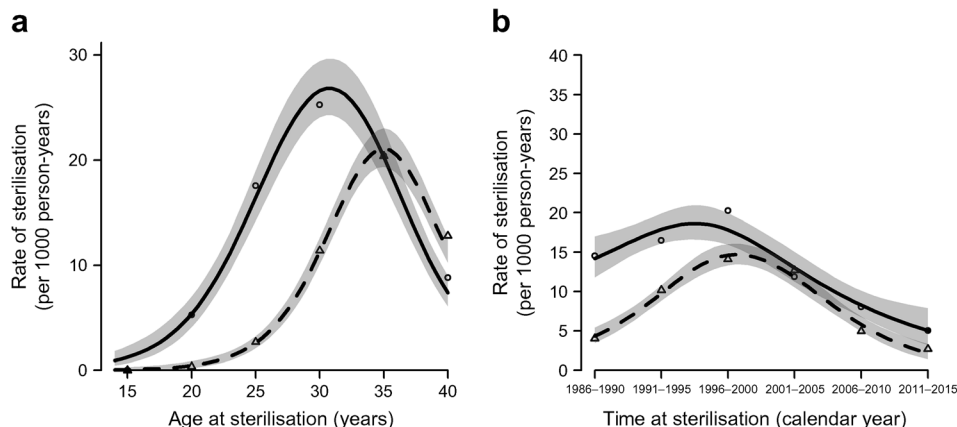 a
30
20
10
0
Rate of sterilisation
(per 1000 person-years)
15 20 25 30 35 40
Age at sterilisation (years)
b
40
35
30
25
20
15
10
5
0
Rate of sterilisation
(per 1000 person-years)
1986–1990 1991–1995 1996–2000 2001–2005 2006–2010 2011–2015
Time at sterilisation (calendar year)